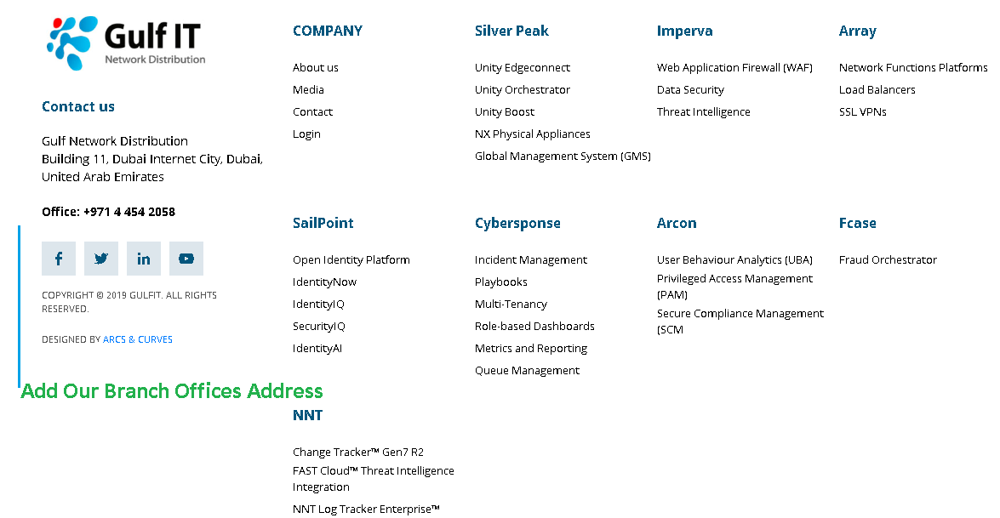 Gulf IT
Network Distribution
Contact us
Gulf Network Distribution
Building 11, Dubai Internet City, Dubai,
United Arab Emirates
Office: +971 4 454 2058
COPYRIGHT © 2019 GULFIT. ALL RIGHTS
RESERVED.
DESIGNED BY ARCS & CURVES
Add Our Branch Offices Address
COMPANY
About us
Media
Contact
Login
Silver Peak
Unity Edgeconnect
Unity Orchestrator
Unity Boost
NX Physical Appliances
Global Management System (GMS)
Imperva
Web Application Firewall (WAF)
Data Security
Threat Intelligence
Array
Network Functions Platforms
Load Balancers
SSL VPNs
SailPoint
Open Identity Platform
IdentityNow
IdentityIQ
SecurityIQ
IdentityAI
Cybersponse
Incident Management
Playbooks
Multi-Tenancy
Role-based Dashboards
Metrics and Reporting
Queue Management
Arcon
User Behaviour Analytics (UBA)
Privileged Access Management
(PAM)
Secure Compliance Management
(SCM
Fcase
Fraud Orchestrator
NNT
Change Tracker™ Gen7 R2
FAST Cloud™ Threat Intelligence
Integration
NNT Log Tracker Enterprise™